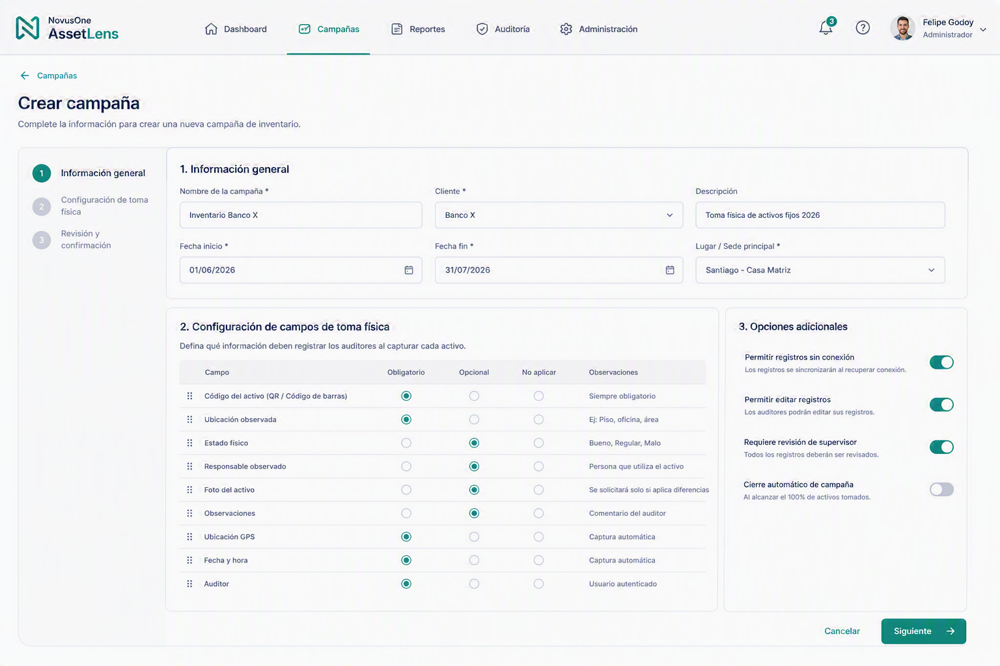 NovusOne
AssetLens
Dashboard
Campañas
Reportes
Auditoría
Administración
3
Felipe Godoy
Administrador
Campañas
Crear campaña
Complete la información para crear una nueva campaña de inventario.
1 Información general
2 Configuración de toma
física
3 Revisión y
confirmación
1. Información general
Nombre de la campaña * Cliente * Descripción
Inventario Banco X Banco X Toma física de activos fijos 2026
Fecha inicio * Fecha fin * Lugar / Sede principal *
01/06/2026 31/07/2026 Santiago - Casa Matriz
2. Configuración de campos de toma física
Defina qué información deben registrar los auditores al capturar cada activo.
Campo Obligatorio Opcional No aplicar Observaciones
Código del activo (QR / Código de barras) Siempre obligatorio
Ubicación observada Ej: Piso, oficina, área
Estado físico Bueno, Regular, Malo
Responsable observado Persona que utiliza el activo
Foto del activo Se solicitará solo si aplica diferencias
Observaciones Comentario del auditor
Ubicación GPS Captura automática
Fecha y hora Captura automática
Auditor Usuario autenticado
3. Opciones adicionales
Permitir registros sin conexión
Los registros se sincronizarán al recuperar conexión.
Permitir editar registros
Los auditores podrán editar sus registros.
Requiere revisión de supervisor
Todos los registros deberán ser revisados.
Cierre automático de campaña
Al alcanzar el 100% de activos tomados.
Cancelar
Siguiente